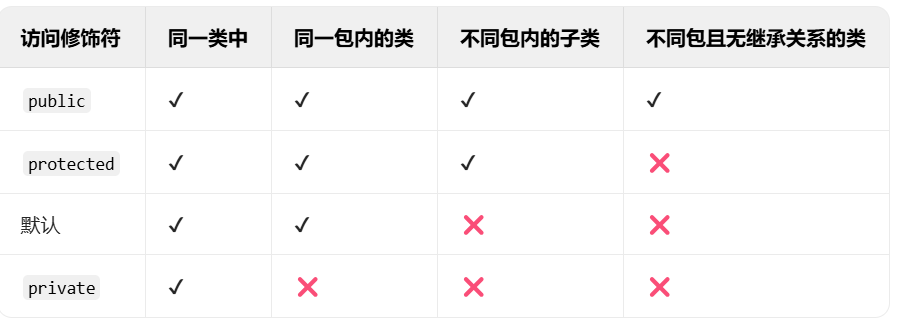 访问修饰符 同一类中 同一包内的类 不同包内的子类 不同包且无继承关系的类
public ✓ ✓ ✓ ✓
protected ✓ ✓ ✓ ❌
默认 ✓ ✓ ❌ ❌
private ✓ ❌ ❌ ❌